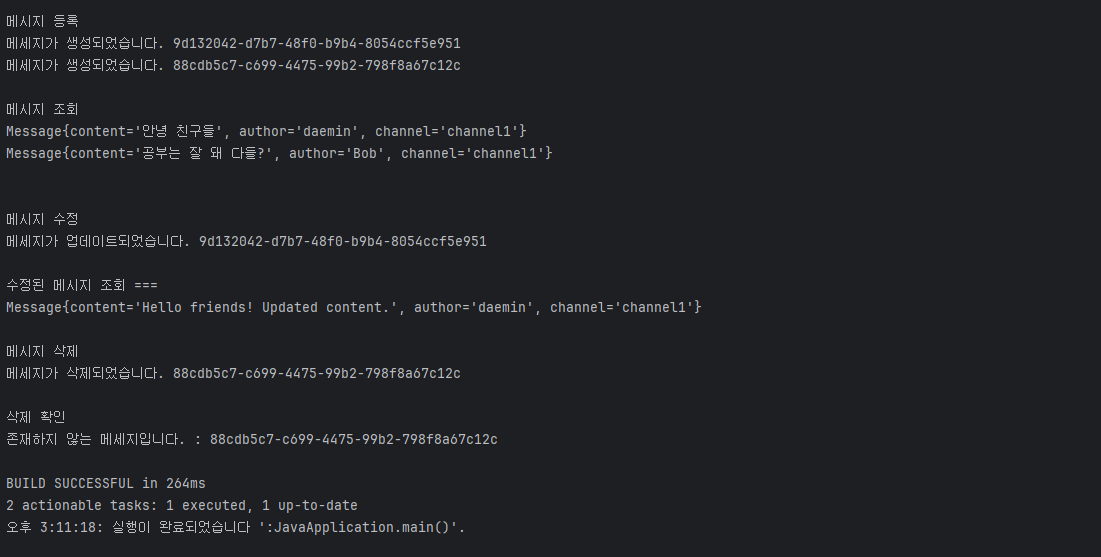 메시지 등록
메세지가 생성되었습니다. 9d132042-d7b7-48f0-b9b4-8054ccf5e951
메세지가 생성되었습니다. 88cdb5c7-c699-4475-99b2-798f8a67c12c
메시지 조회
Message{content='안녕 친구들', author='daemin', channel='channel1'}
Message{content='공부는 잘 돼 다들?', author='Bob', channel='channel1'}
메시지 수정
메세지가 업데이트되었습니다. 9d132042-d7b7-48f0-b9b4-8054ccf5e951
수정된 메시지 조회 ===
Message{content='Hello friends! Updated content.', author='daemin', channel='channel1'}
메시지 삭제
메세지가 삭제되었습니다. 88cdb5c7-c699-4475-99b2-798f8a67c12c
삭제 확인
존재하지 않는 메세지입니다. : 88cdb5c7-c699-4475-99b2-798f8a67c12c
BUILD SUCCESSFUL in 264ms
2 actionable tasks: 1 executed, 1 up-to-date
오후 3:11:18: 실행이 완료되었습니다 ':JavaApplication.main()'.